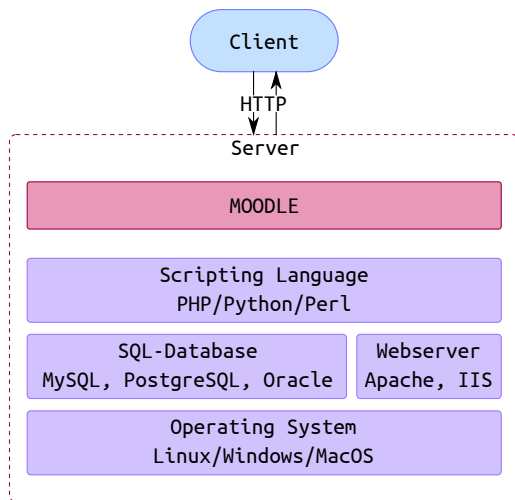 Client
HTTP
Server
MOODLE
Scripting Language
PHP/Python/Perl
SQL-Database
MySQL, PostgreSQL, Oracle
Webserver
Apache, IIS
Operating System
Linux/Windows/MacOS